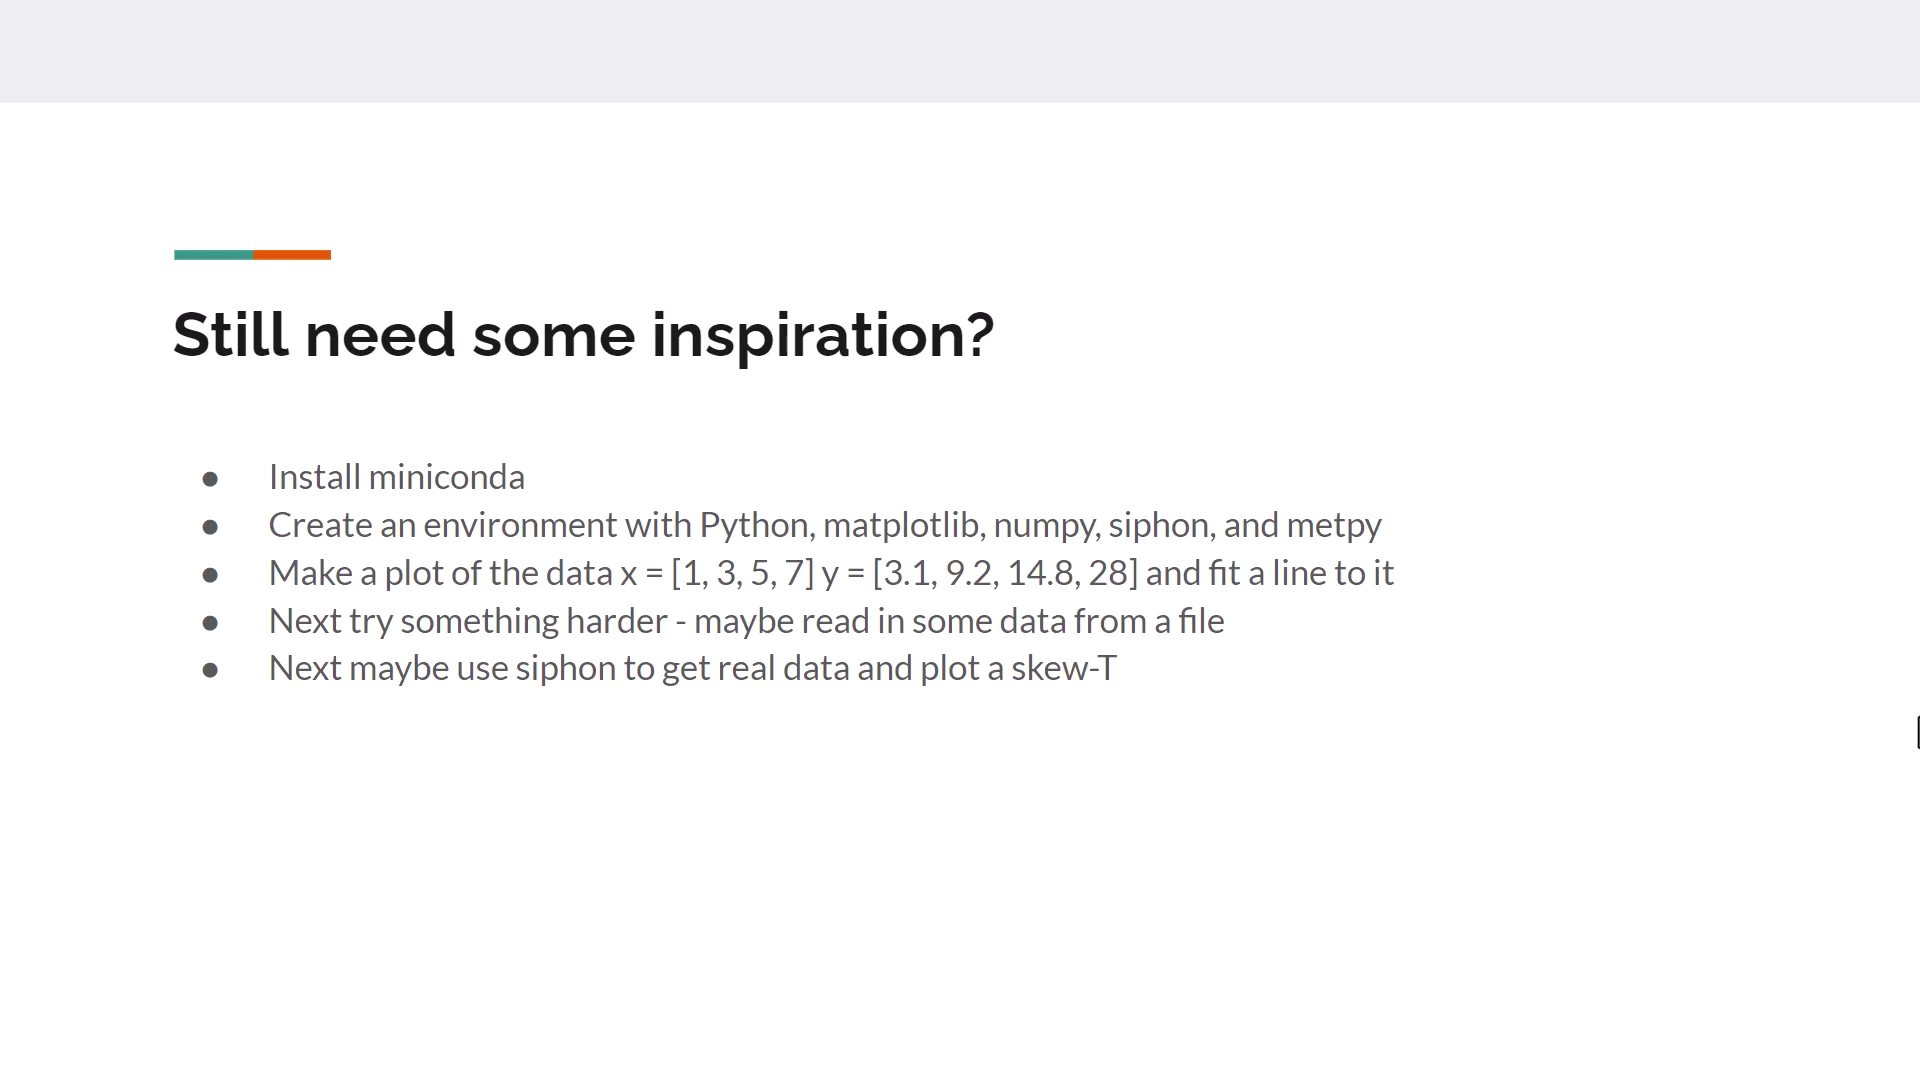 Still need some inspiration?
● Install miniconda
● Create an environment with Python, matplotlib, numpy, siphon, and metpy
● Make a plot of the data x = [1, 3, 5, 7] y = [3.1, 9.2, 14.8, 28] and fit a line to it
● Next try something harder - maybe read in some data from a file
● Next maybe use siphon to get real data and plot a skew-T